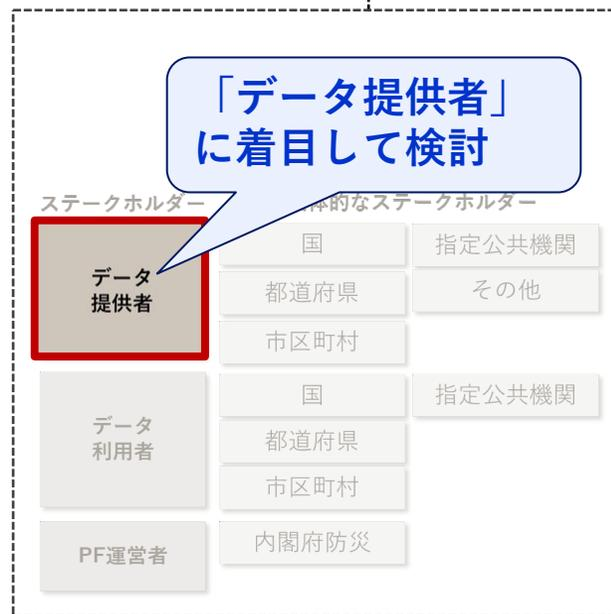 「データ提供者」
に着目して検討
ステークホルダー
体的なステークホルダー
データ
提供者
国
指定公共機関
都道府県
その他
市区町村
データ
利用者
国
指定公共機関
都道府県
市区町村
PF運営者
内閣府防災